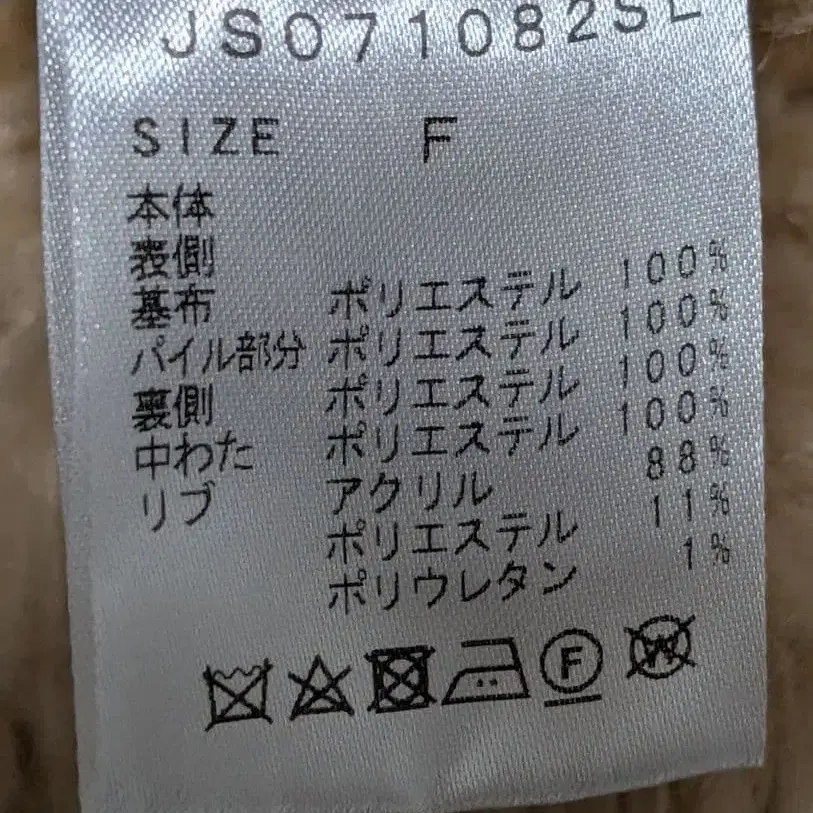 JS071082SL
SIZE F
本体
表側
基布 ポリエステル 100%
パイル部分 ポリエステル 100%
裏側 ポリエステル 100%
中わた ポリエステル 100%
リブ アクリル 88%
ポリエステル 11%
ポリウレタン 1%
F W